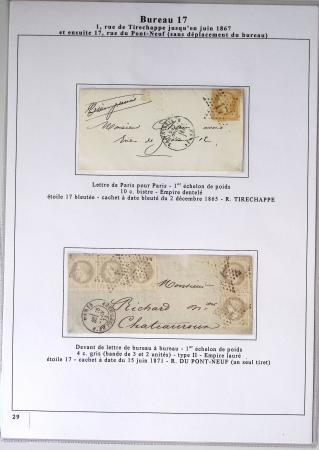 Bureau 17
1, rue de Tirechappe jusqu'en juin 1867
et ensuite 17, rue du Pont-Neuf (sans déplacement du bureau)
Monsieur
Lettre de Paris pour Paris - 1er échelon de poids
10 c. bistre - Empire dentelé
étoile 17 bleutée - cachet à date bleuté du 2 décembre 1865 - R. TIRECHAPPE
Monsieur
Richard
Chateauroux
Devant de lettre de bureau à bureau - 1er échelon de poids
4 c. gris (bande de 3 et 2 unités) - type II - Empire lauré
étoile 17 - cachet à date du 15 juin 1871 - R. DU PONT-NEUF (un seul tiret)
29